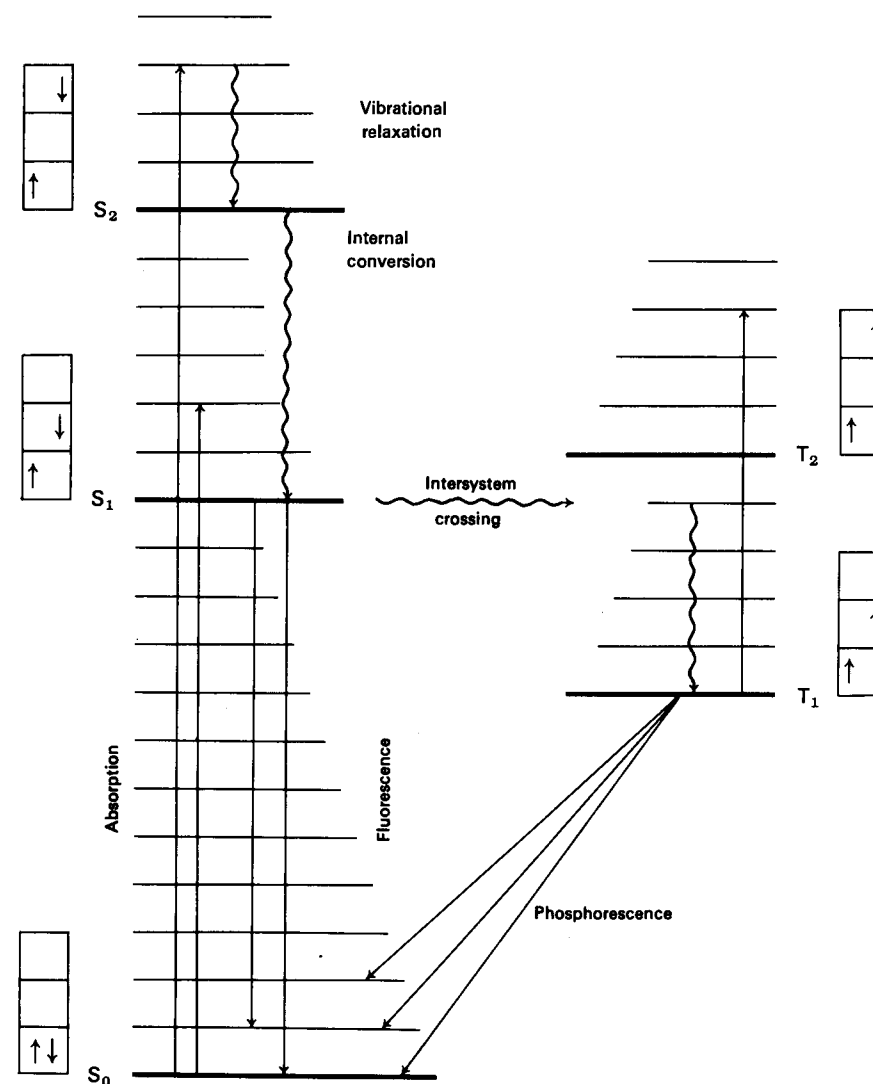 Vibrational
relaxation
S₂
Internal
conversion
T₂
S₁
Intersystem
crossing
T₁
Absorption
Fluorescence
Phosphorescence
S₀